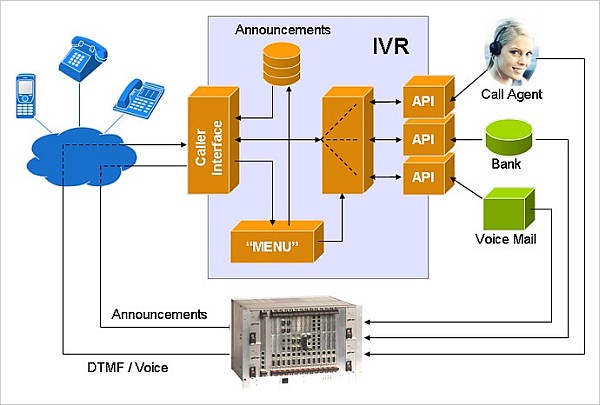 Announcements
IVR
Caller
Interface
API
API
API
"MENU"
Call Agent
Bank
Voice Mail
Announcements
DTMF / Voice